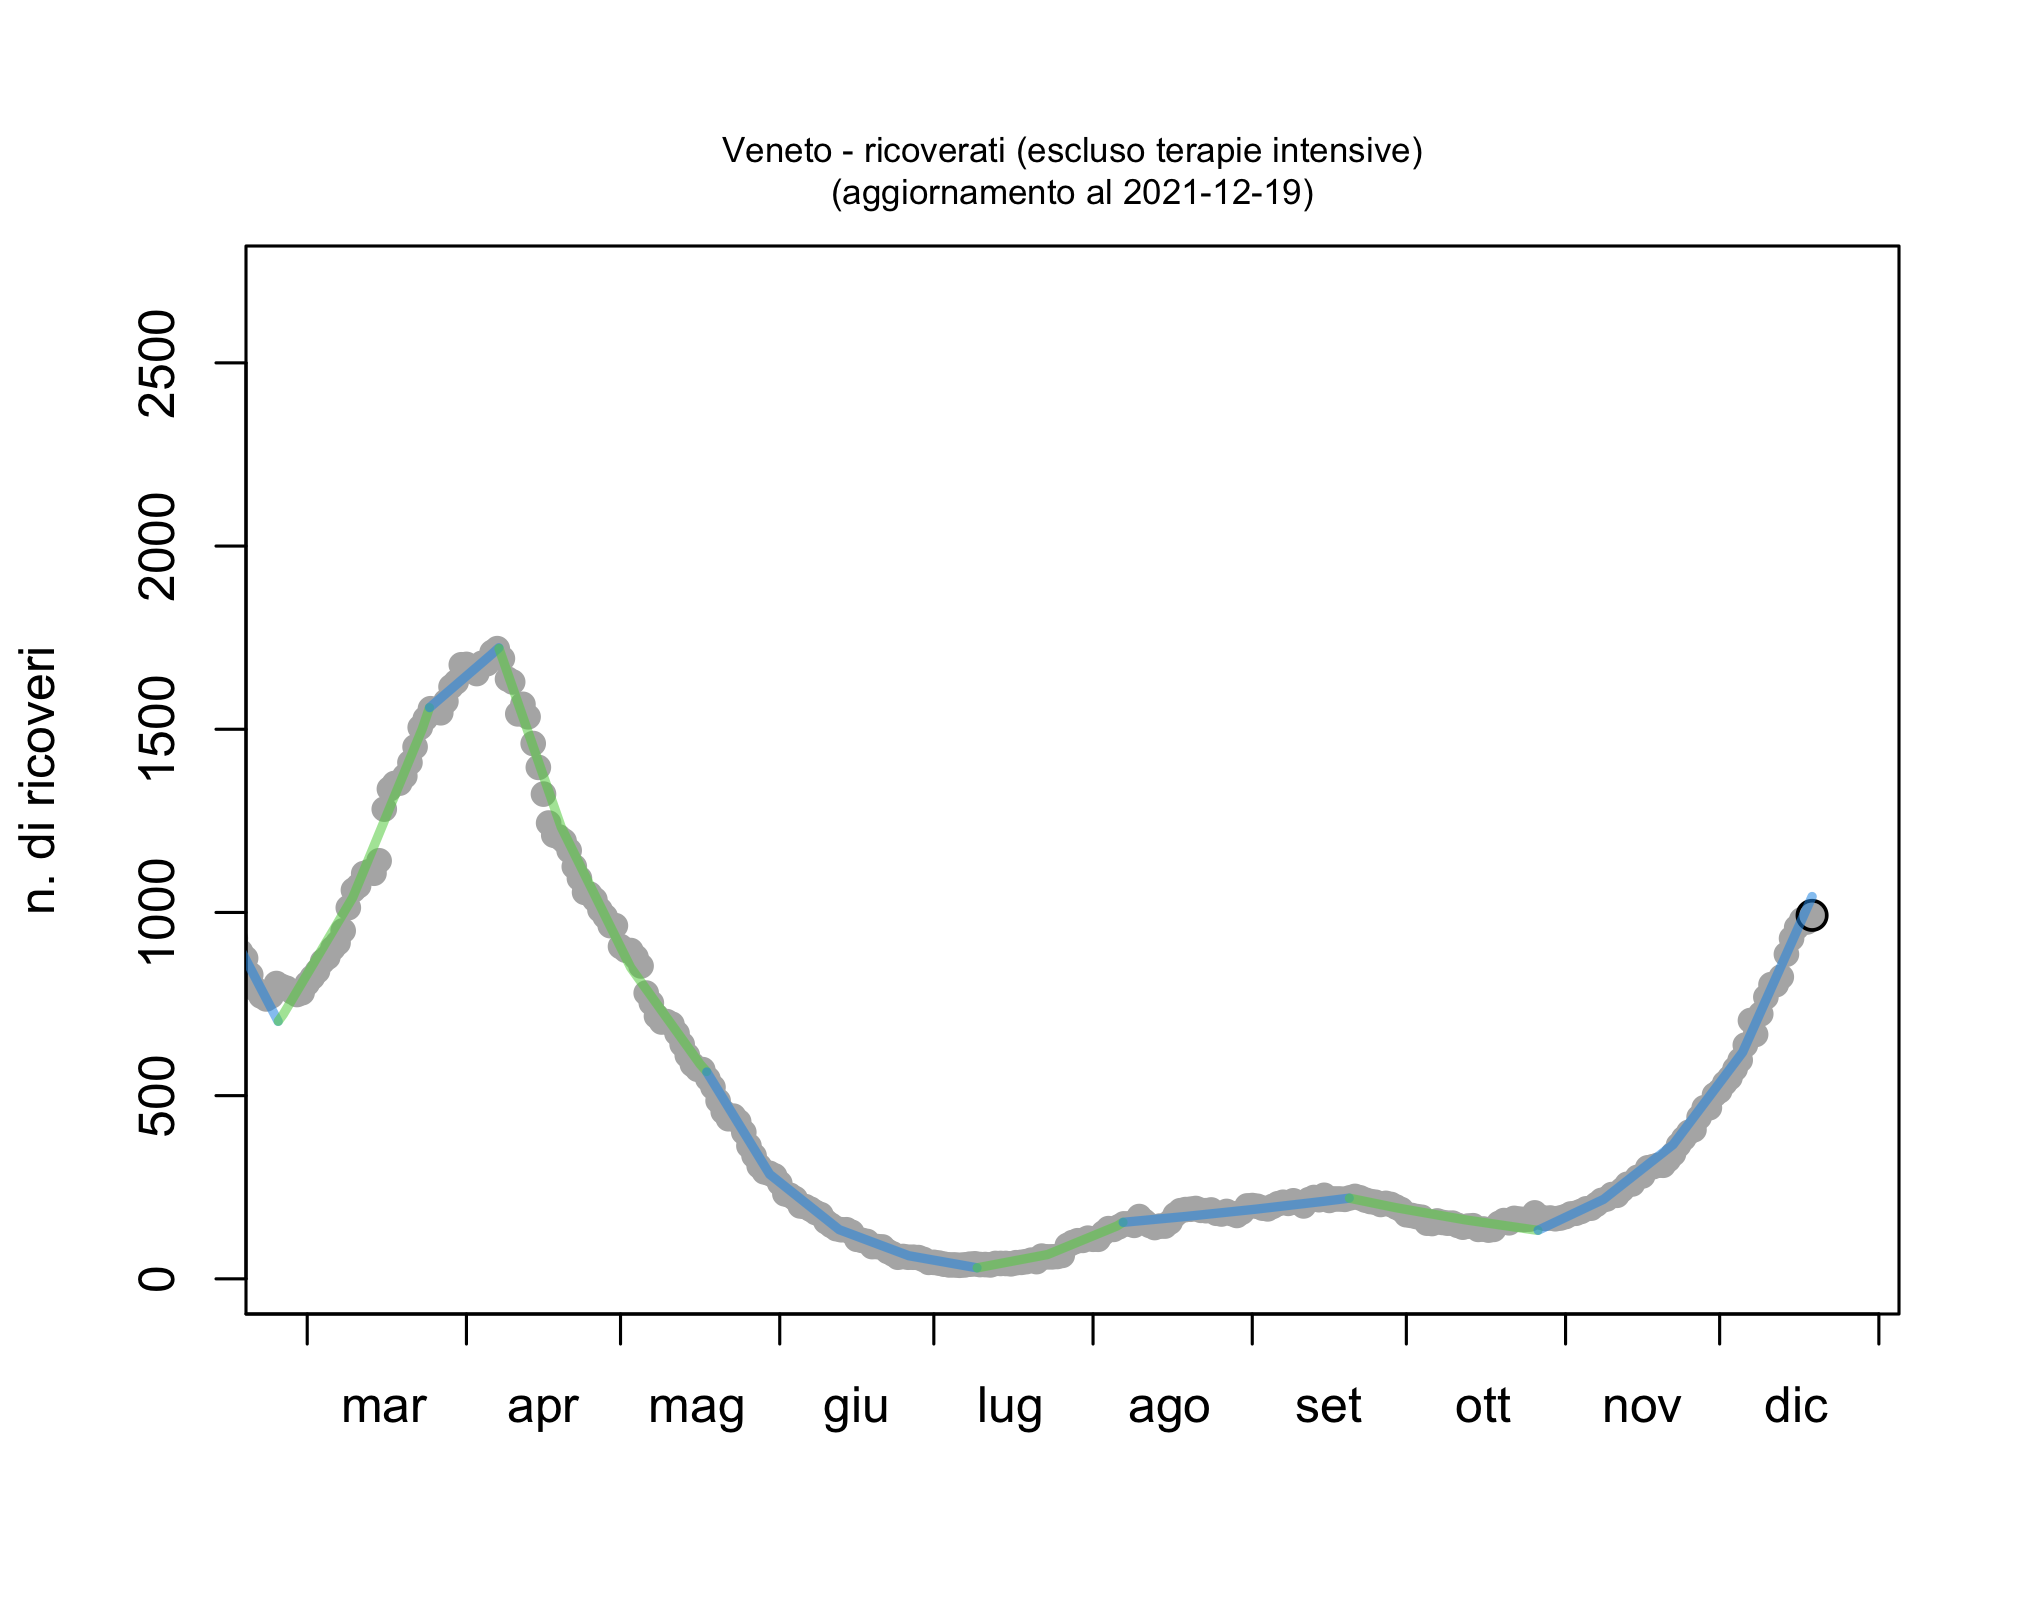 Veneto - ricoverati (escluso terapie intensive)
(aggiornamento al 2021-12-19)
n. di ricoveri
2500
2000
1500
1000
500
0
mar apr mag giu lug ago set ott nov dic